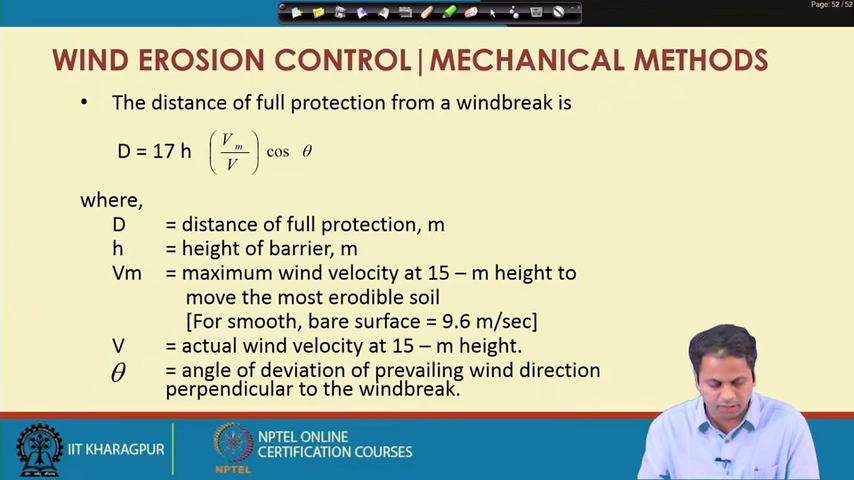 Page: 52 / 52
WIND EROSION CONTROL|MECHANICAL METHODS
• The distance of full protection from a windbreak is
D = 17 h (V_m / V) cos θ
where,
D = distance of full protection, m
h = height of barrier, m
Vm = maximum wind velocity at 15 – m height to
move the most erodible soil
[For smooth, bare surface = 9.6 m/sec]
V = actual wind velocity at 15 – m height.
θ = angle of deviation of prevailing wind direction
perpendicular to the windbreak.
IIT KHARAGPUR
NPTEL
NPTEL ONLINE
CERTIFICATION COURSES